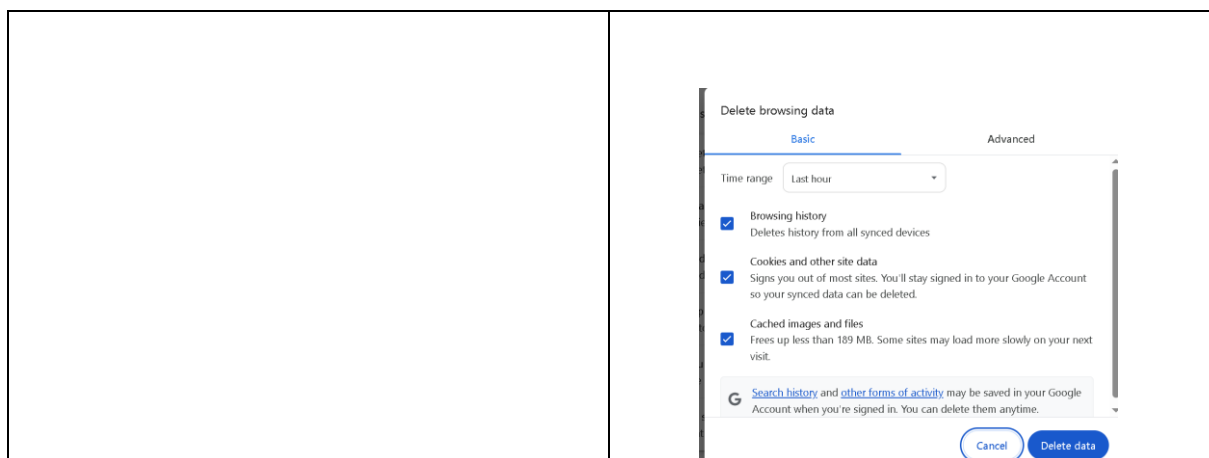 Delete browsing data
Basic
Advanced
Time range
Last hour
Browsing history
Deletes history from all synced devices
Cookies and other site data
Signs you out of most sites. You'll stay signed in to your Google Account
so your synced data can be deleted.
Cached images and files
Frees up less than 189 MB. Some sites may load more slowly on your next
visit.
Search history and other forms of activity may be saved in your Google
Account when you're signed in. You can delete them anytime.
Cancel
Delete data